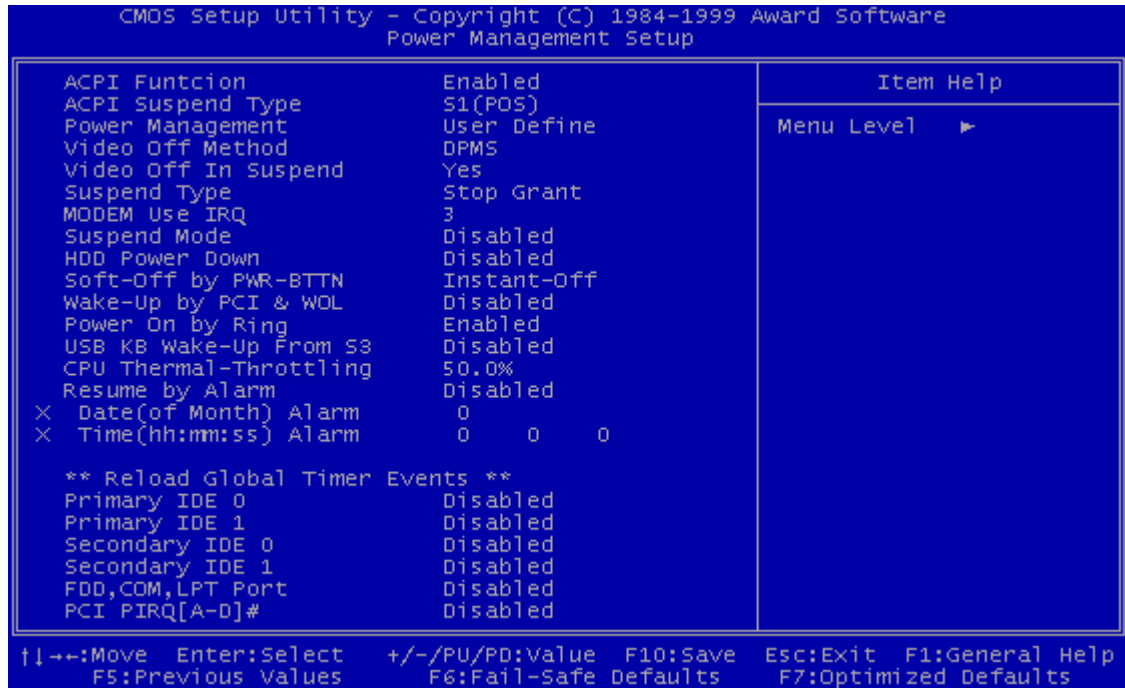 CMOS Setup Utility - Copyright (C) 1984-1999 Award Software
Power Management Setup
ACPI Funtcion Enabled
ACPI Suspend Type S1(POS)
Power Management User Define
Video Off Method DPMS
Video Off In Suspend Yes
Suspend Type Stop Grant
MODEM Use IRQ 3
Suspend Mode Disabled
HDD Power Down Disabled
Soft-Off by PWR-BTTN Instant-Off
Wake-Up by PCI & WOL Disabled
Power On by Ring Enabled
USB KB Wake-Up From S3 Disabled
CPU Thermal-Throttling 50.0%
Resume by Alarm Disabled
X Date(of Month) Alarm 0
X Time(hh:mm:ss) Alarm 0 0 0
** Reload Global Timer Events **
Primary IDE 0 Disabled
Primary IDE 1 Disabled
Secondary IDE 0 Disabled
Secondary IDE 1 Disabled
FDD,COM,LPT Port Disabled
PCI PIRQ[A-D]# Disabled
Item Help
Menu Level ►
↑↓→←:Move Enter:Select +/-/PU/PD:Value F10:Save Esc:Exit F1:General Help
F5:Previous Values F6:Fail-Safe Defaults F7:Optimized Defaults